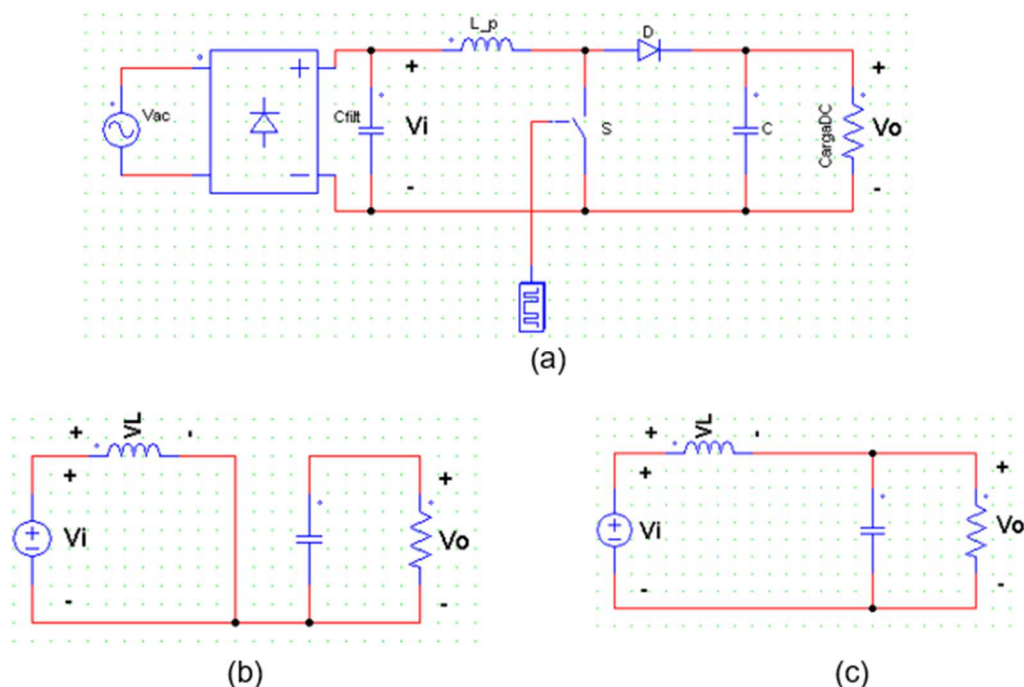 L_p
D
+
+
+
Vac
Cfilt
Vi
S
C
CargaDC
Vo
-
-
-
(a)
+ VL -
+
+
+
-
Vi
Vo
-
-
(b)
+ VL -
+
+
+
-
Vi
Vo
-
-
(c)